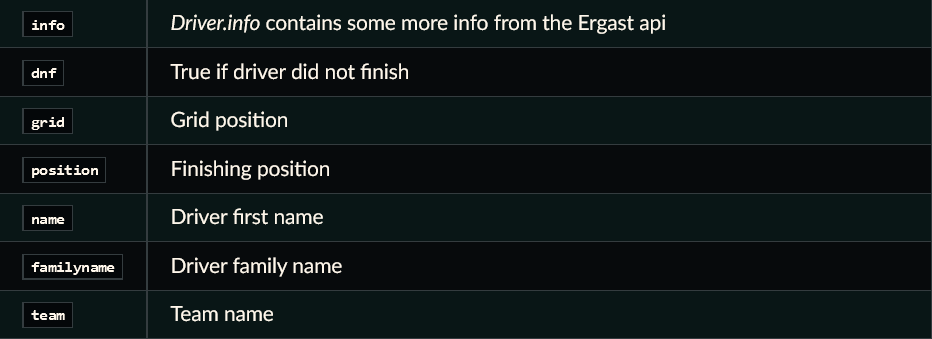 info Driver.info contains some more info from the Ergast api
dnf True if driver did not finish
grid Grid position
position Finishing position
name Driver first name
familyname Driver family name
team Team name